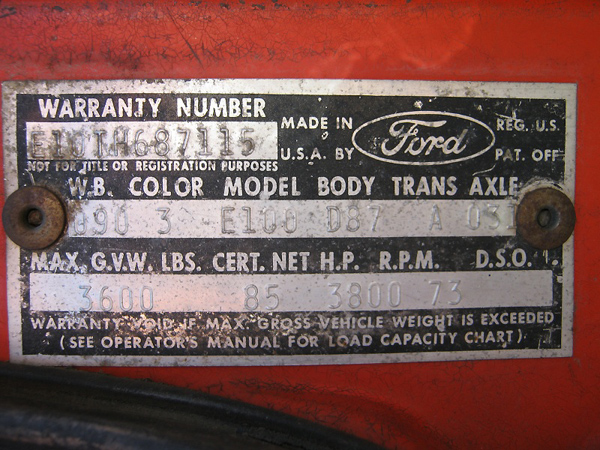 WARRANTY NUMBER
E10TH687115
MADE IN
U.S.A. BY
Ford
REG. U.S.
PAT. OFF.
NOT FOR TITLE OR REGISTRATION PURPOSES
W.B. COLOR MODEL BODY TRANS AXLE
090 3 E100 D87 A
MAX. G.V.W. LBS. CERT. NET H.P. R.P.M. D.S.O.
3600 85 3800 73
WARRANTY VOID IF MAX. GROSS VEHICLE WEIGHT IS EXCEEDED
(SEE OPERATOR'S MANUAL FOR LOAD CAPACITY CHART)